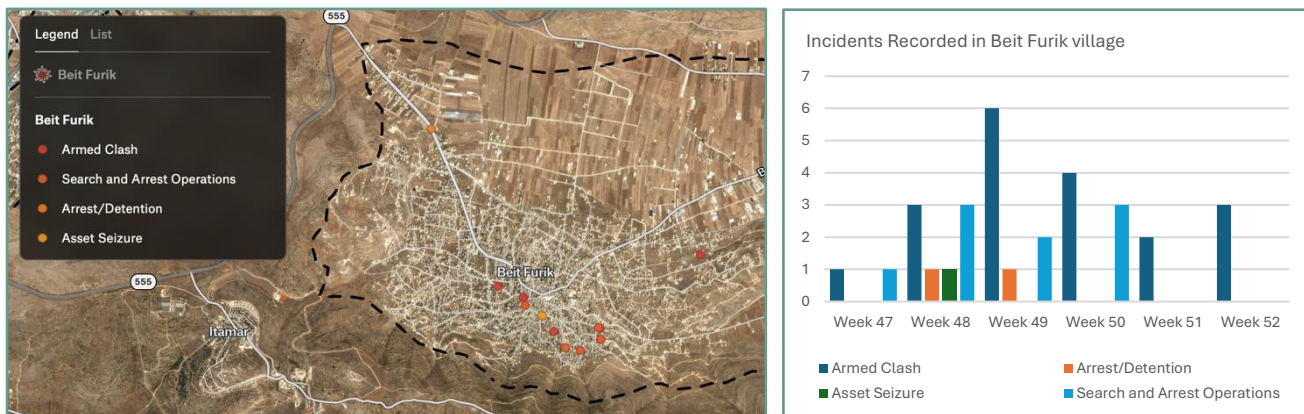 555
Legend List
Beit Furik
Beit Furik
Armed Clash
Search and Arrest Operations
Arrest/Detention
Asset Seizure
555
Beit Furik
Itamar
B
Incidents Recorded in Beit Furik village
7
6
5
4
3
2
1
0
Week 47 Week 48 Week 49 Week 50 Week 51 Week 52
Armed Clash Arrest/Detention
Asset Seizure Search and Arrest Operations